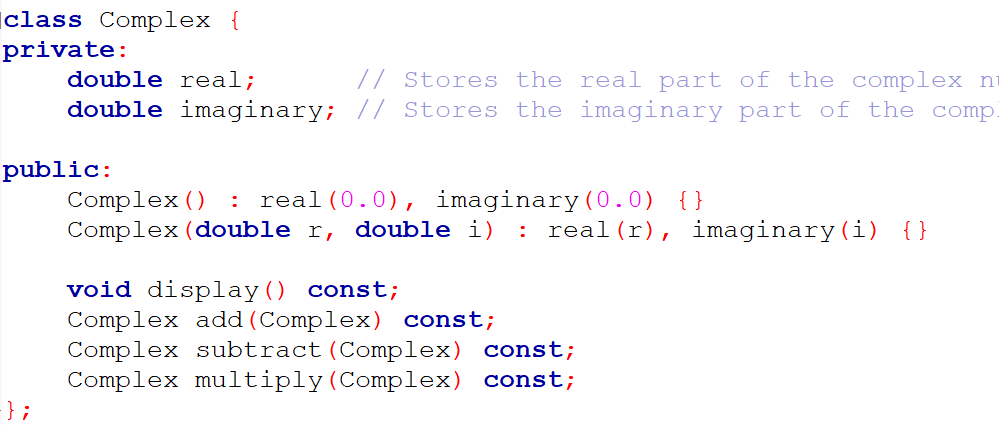 class Complex {
private:
    double real;      // Stores the real part of the complex
    double imaginary; // Stores the imaginary part of the

public:
    Complex() : real(0.0), imaginary(0.0) {}
    Complex(double r, double i) : real(r), imaginary(i) {}

    void display() const;
    Complex add(Complex) const;
    Complex subtract(Complex) const;
    Complex multiply(Complex) const;
};